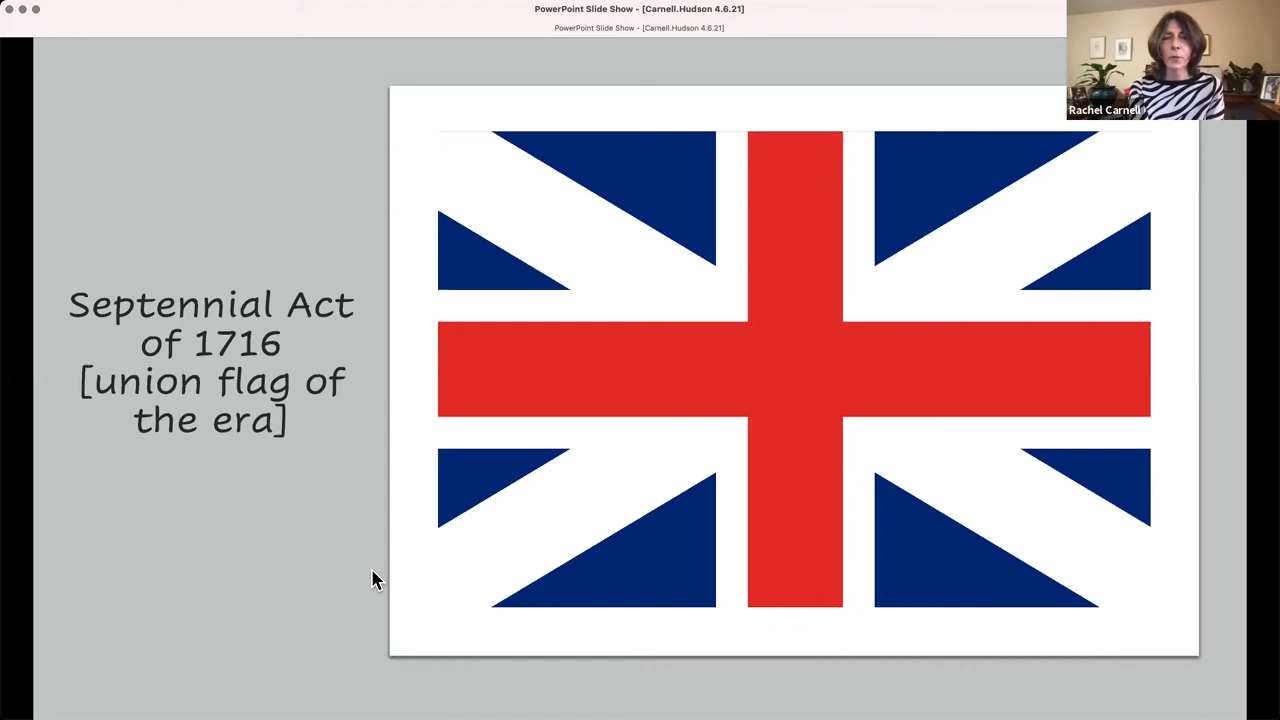 PowerPoint Slide Show - [Carnell.Hudson 4.6.21]
PowerPoint Slide Show - [Carnell.Hudson 4.6.21]
Rachel Carnell
Septennial Act
of 1716
[union flag of
the era]